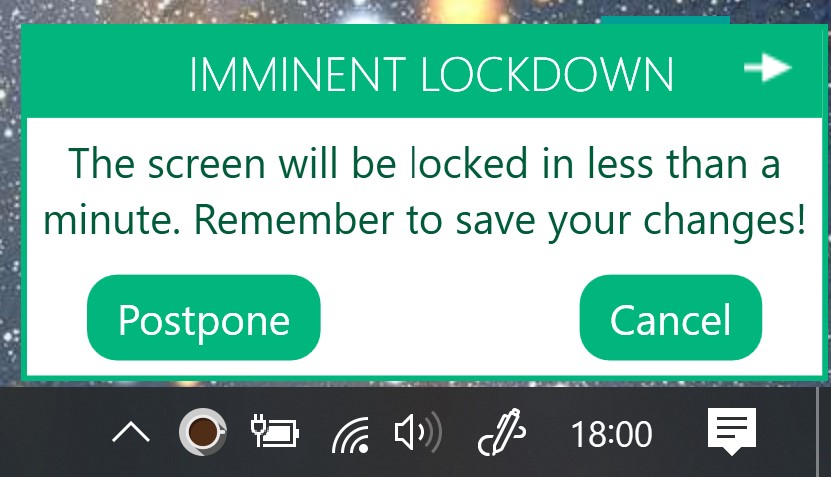 IMMINENT LOCKDOWN
The screen will be locked in less than a
minute. Remember to save your changes!
Postpone
Cancel
18:00